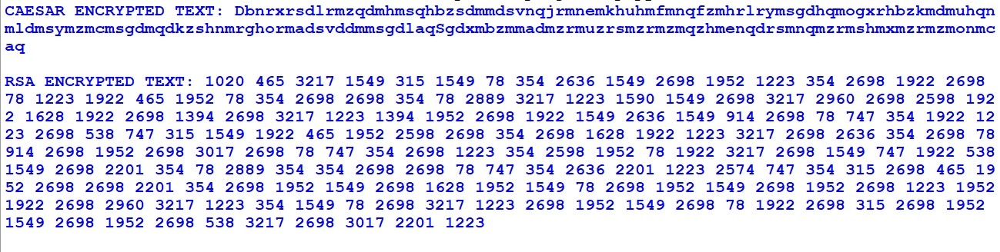 CAESAR ENCRYPTED TEXT: Dbnrxrsdlrmzqdmhmsqhbzsdmmdsvnqjrmnemkhuhmfmnqfzmhrlrymsgdhqmogxrhbzkmdmuhqn
mldmsymzmcmsgdmqdkzshnmrghormadsvddmmsgdlaqSgdxmbzmmadmzrmuzrsmzrmzmqzhmenqdrsmnqmzrmshmxmzrmzmonmc
aq
RSA ENCRYPTED TEXT: 1020 465 3217 1549 315 1549 78 354 2636 1549 2698 1952 1223 354 2698 1922 2698
78 1223 1922 465 1952 78 354 2698 2698 354 78 2889 3217 1223 1590 1549 2698 3217 2960 2698 2598 192
2 1628 1922 2698 1394 2698 3217 1223 1394 1952 2698 1922 1549 2636 1549 914 2698 78 747 354 1922 12
23 2698 538 747 315 1549 1922 465 1952 2598 2698 354 2698 1628 1922 1223 3217 2698 2636 354 2698 78
914 2698 1952 2698 3017 2698 78 747 354 2698 1223 354 2598 1952 78 1922 3217 2698 1549 747 1922 538
1549 2698 2201 354 78 2889 354 354 2698 2698 78 747 354 2636 2201 1223 2574 747 354 315 2698 465 19
52 2698 2698 2201 354 2698 1952 1549 2698 1628 1952 1549 78 2698 1952 1549 2698 1952 2698 1223 1952
1922 2698 2960 3217 1223 354 1549 78 2698 3217 1223 2698 1952 1549 2698 78 1922 2698 315 2698 1952
1549 2698 1952 2698 538 3217 2698 3017 2201 1223